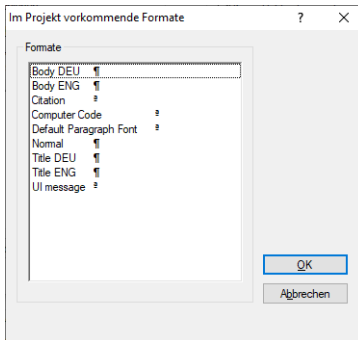 Im Projekt vorkommende Formate ? ×
Formate
Body DEU ¶
Body ENG ¶
Citation ª
Computer Code ª
Default Paragraph Font ª
Normal ¶
Title DEU ¶
Title ENG ¶
UI message ª
OK
Abbrechen